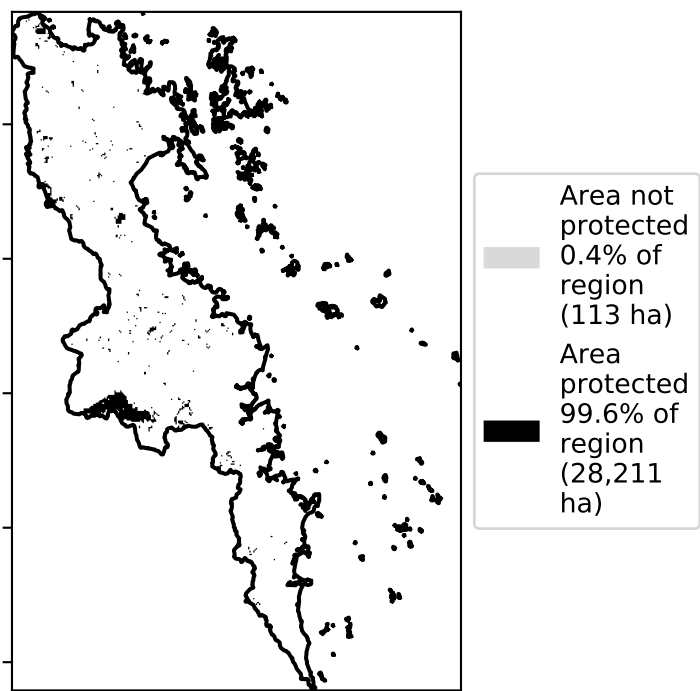 Area not
protected
0.4% of
region
(113 ha)
Area
protected
99.6% of
region
(28,211
ha)